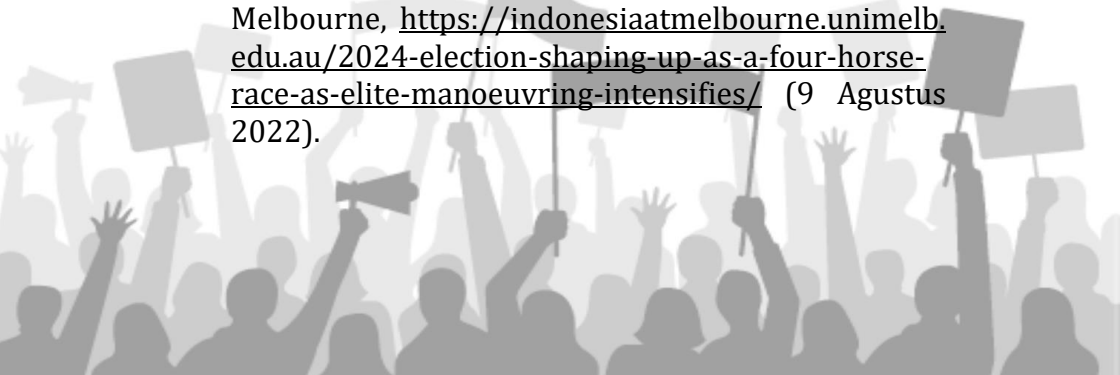 Melbourne, https://indonesiaatmelbourne.unimelb.
edu.au/2024-election-shaping-up-as-a-four-horse-
race-as-elite-manoeuvring-intensifies/ (9 Agustus
2022).